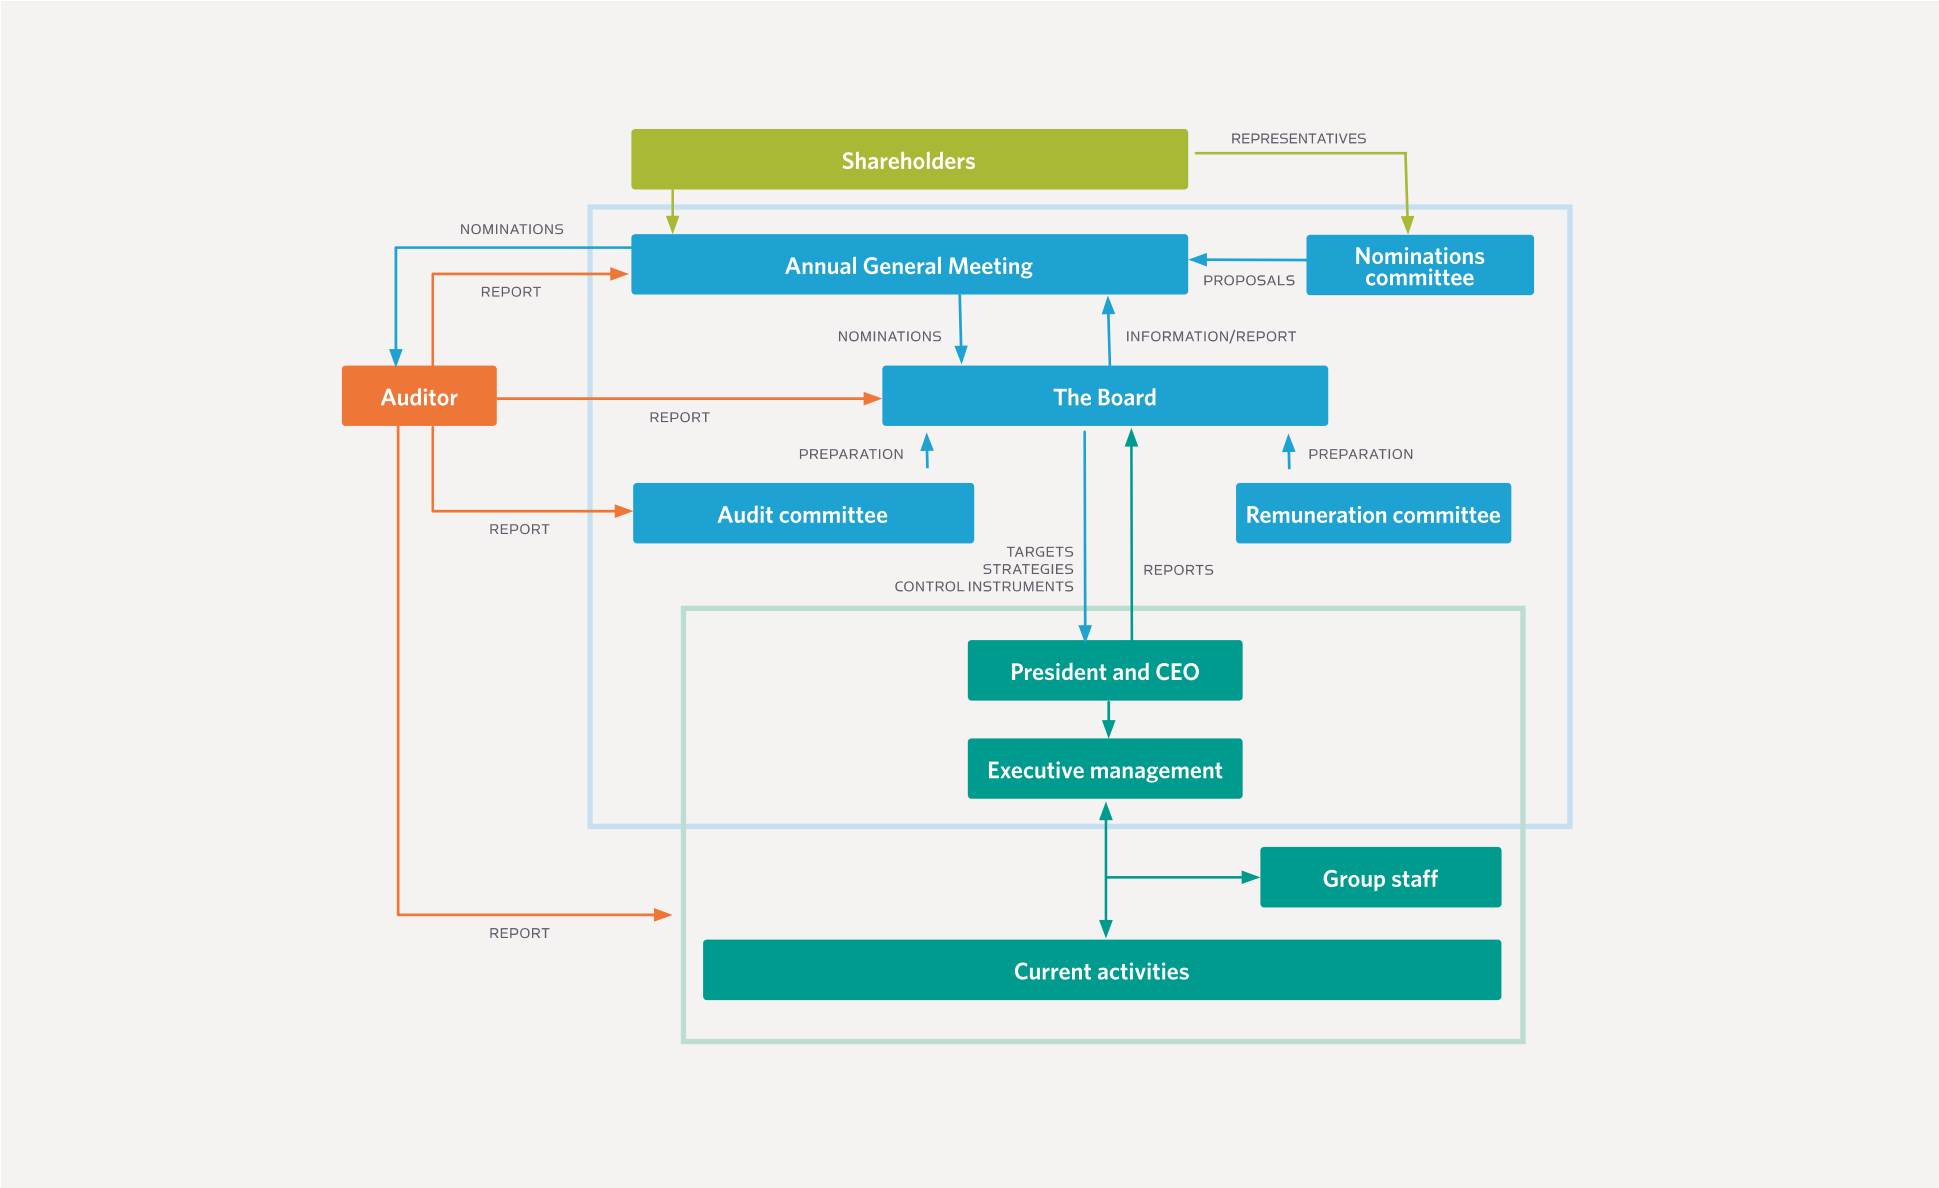 REPRESENTATIVES
Shareholders
NOMINATIONS
Annual General Meeting
Nominations
committee
PROPOSALS
REPORT
NOMINATIONS
INFORMATION/REPORT
Auditor
The Board
REPORT
PREPARATION
PREPARATION
Audit committee
Remuneration committee
REPORT
TARGETS
STRATEGIES
CONTROL INSTRUMENTS
REPORTS
President and CEO
Executive management
Group staff
REPORT
Current activities